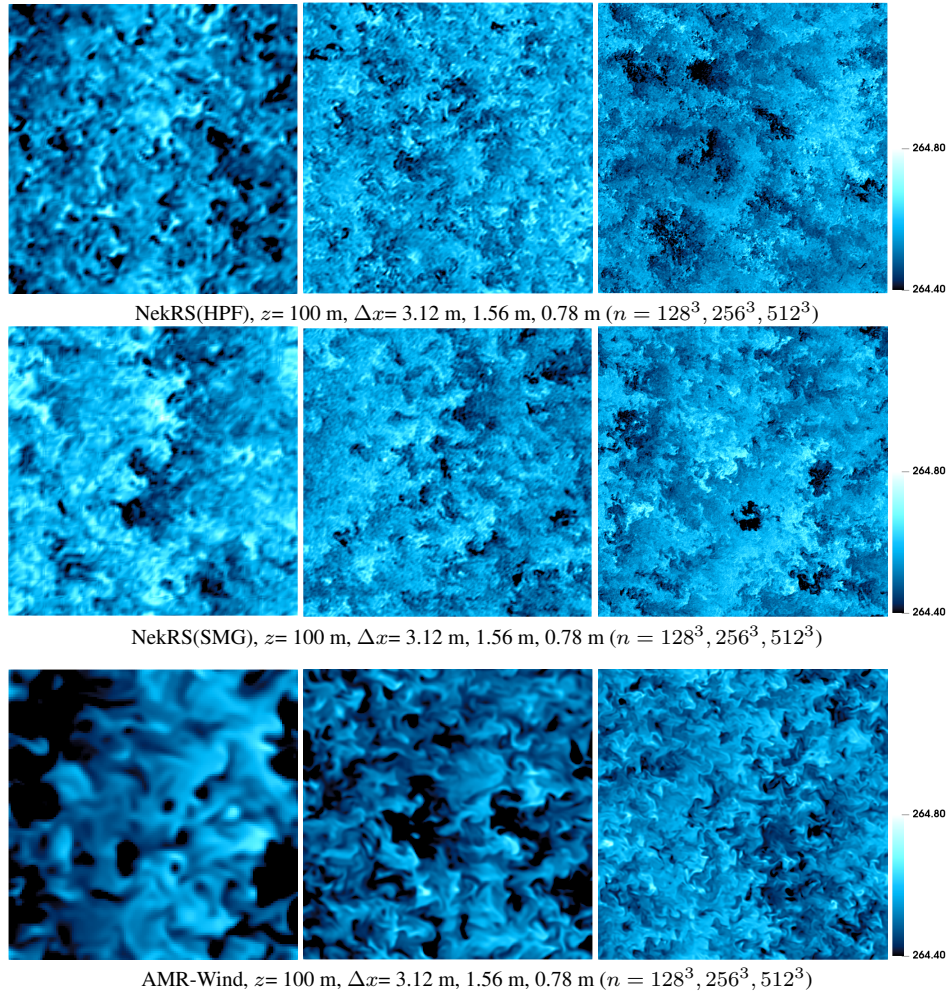 264.80
264.40
NekRS(HPF), z= 100 m, Δx= 3.12 m, 1.56 m, 0.78 m (n = 128³, 256³, 512³)
264.80
264.40
NekRS(SMG), z= 100 m, Δx= 3.12 m, 1.56 m, 0.78 m (n = 128³, 256³, 512³)
264.80
264.40
AMR-Wind, z= 100 m, Δx= 3.12 m, 1.56 m, 0.78 m (n = 128³, 256³, 512³)